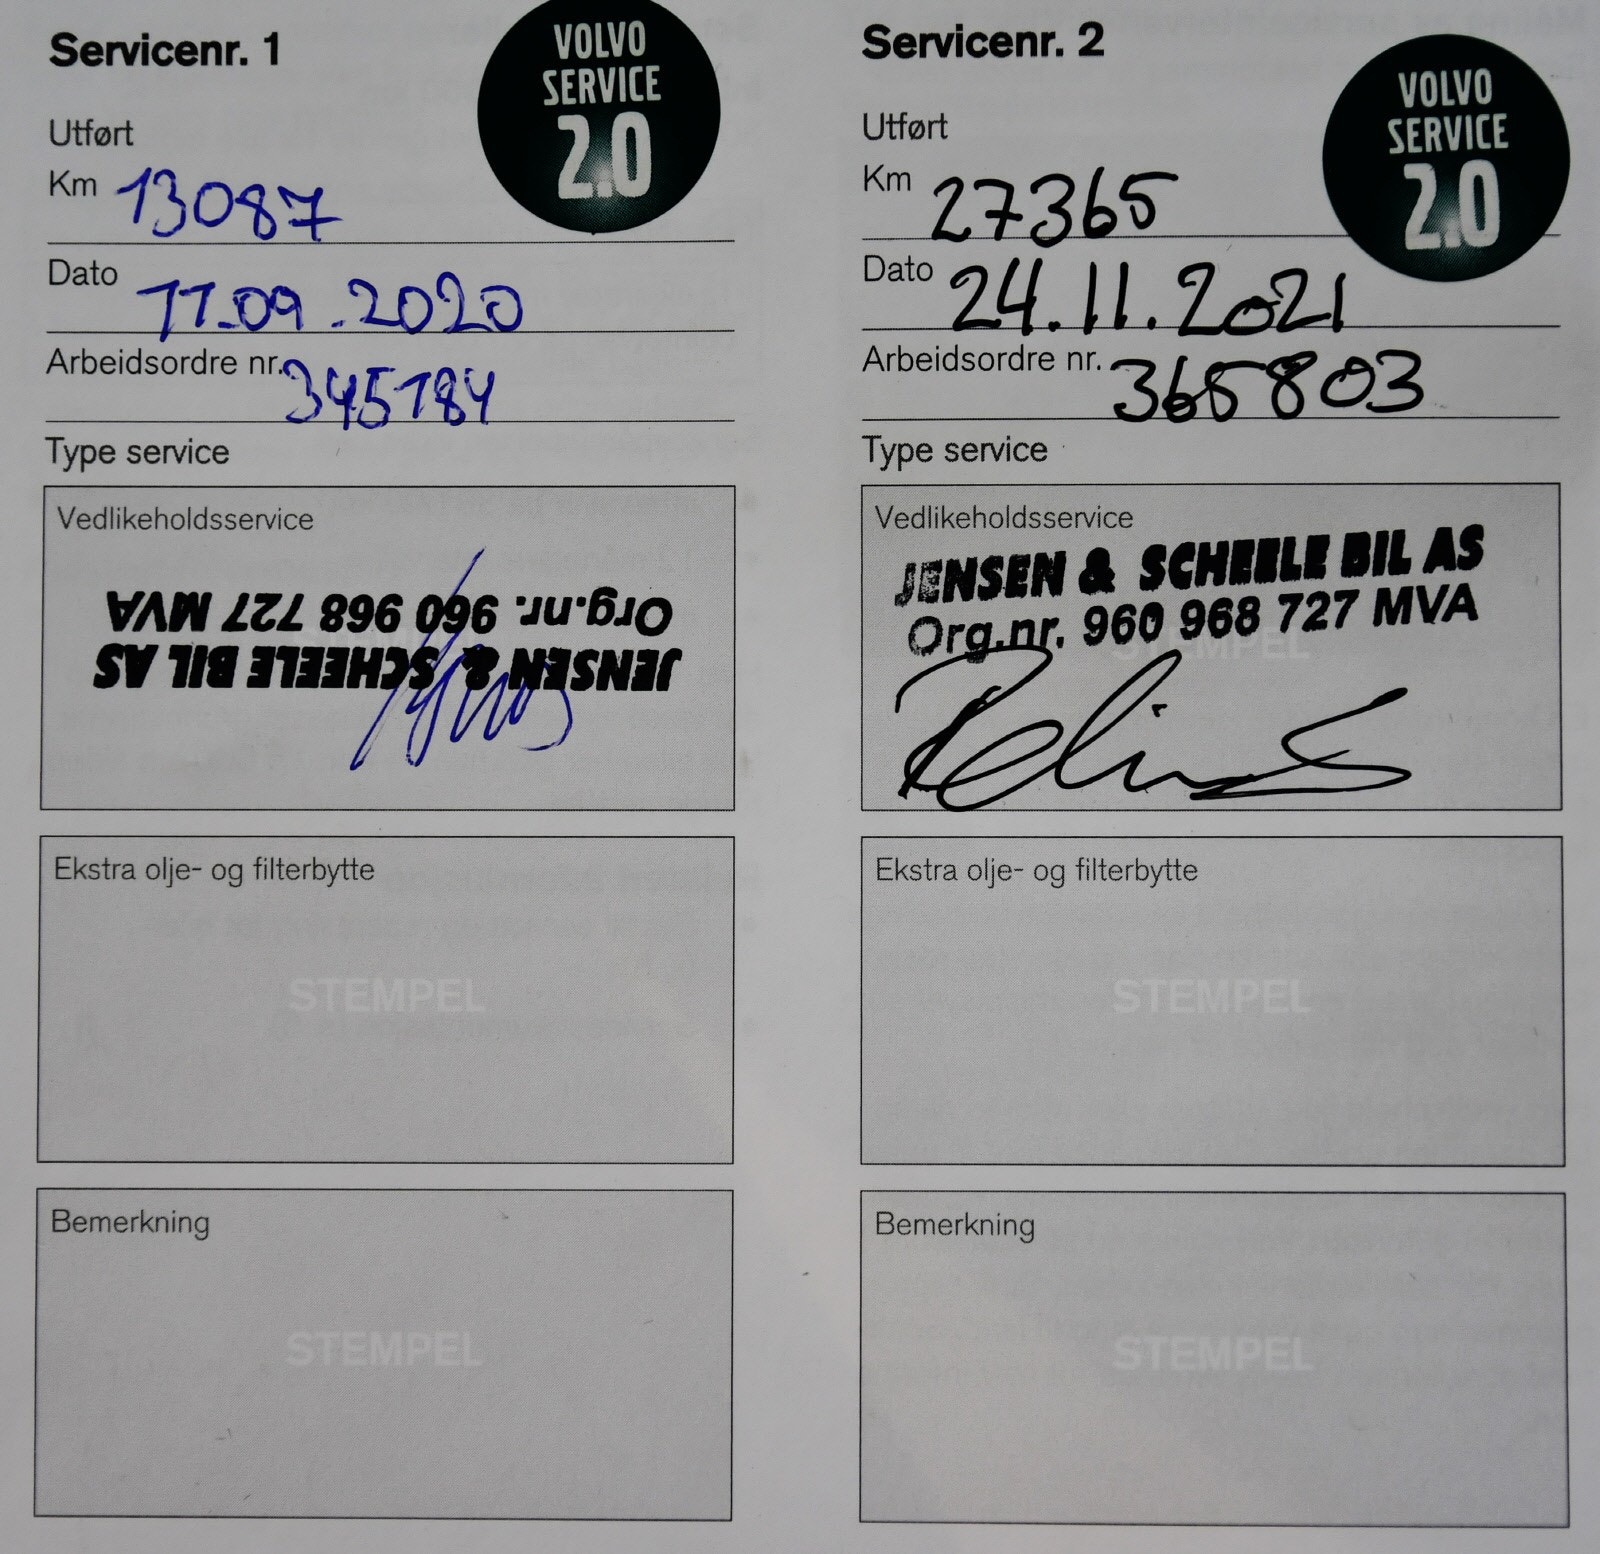 Servicenr. 1
VOLVO
SERVICE
2.0
Utført
Km 13087
Dato 11.09.2020
Arbeidsordre nr. 345184
Type service
Vedlikeholdsservice
JENSEN & SCHEELE BIL AS
Org.nr. 960 968 727 MVA
Ekstra olje- og filterbytte
STEMPEL
Bemerkning
STEMPEL
Servicenr. 2
VOLVO
SERVICE
2.0
Utført
Km 27365
Dato 24.11.2021
Arbeidsordre nr. 365803
Type service
Vedlikeholdsservice
JENSEN & SCHEELE BIL AS
Org.nr. 960 968 727 MVA
STEMPEL
Ekstra olje- og filterbytte
STEMPEL
Bemerkning
STEMPEL